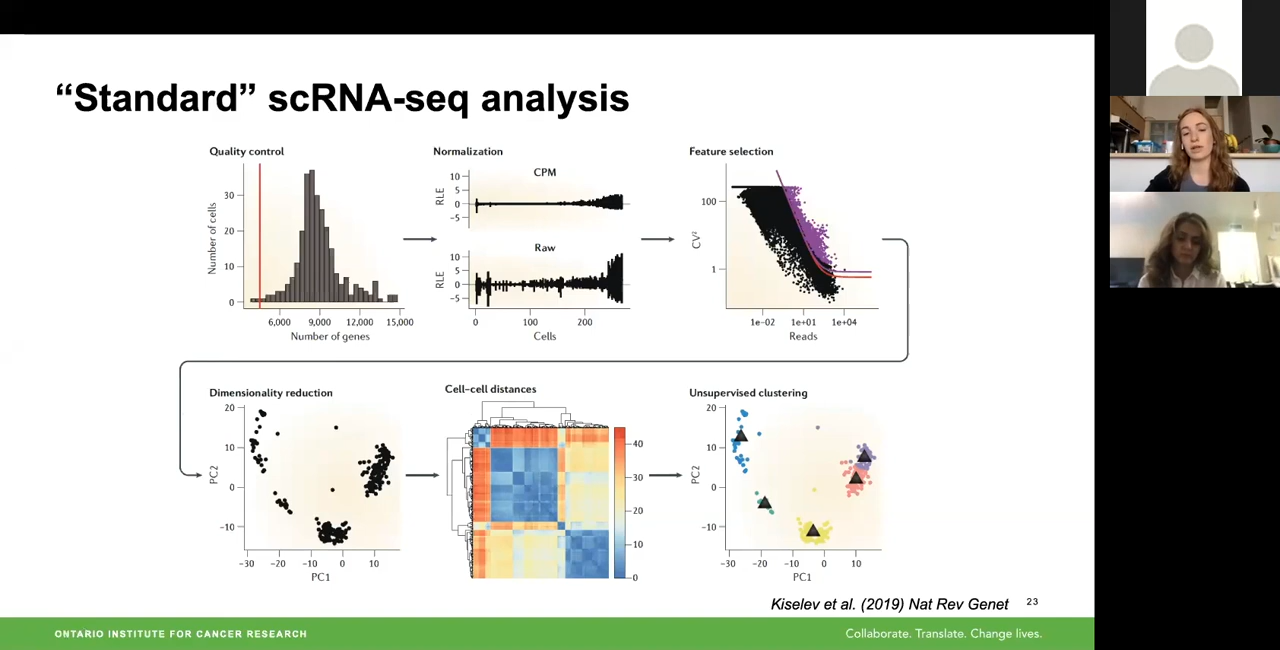 “Standard” scRNA-seq analysis
Quality control
Number of cells
30
20
10
0
6,000 9,000 12,000 15,000
Number of genes
Normalization
CPM
RLE
10
5
0
−5
Raw
RLE
10
5
0
−5
0 100 200
Cells
Feature selection
CV²
100
1
1e-02 1e+01 1e+04
Reads
Dimensionality reduction
PC2
20
10
0
−10
−30 −20 −10 0 10
PC1
Cell–cell distances
40
30
20
10
0
Unsupervised clustering
PC2
20
10
0
−10
−30 −20 −10 0 10
PC1
Kiselev et al. (2019) Nat Rev Genet 23
ONTARIO INSTITUTE FOR CANCER RESEARCH
Collaborate. Translate. Change lives.